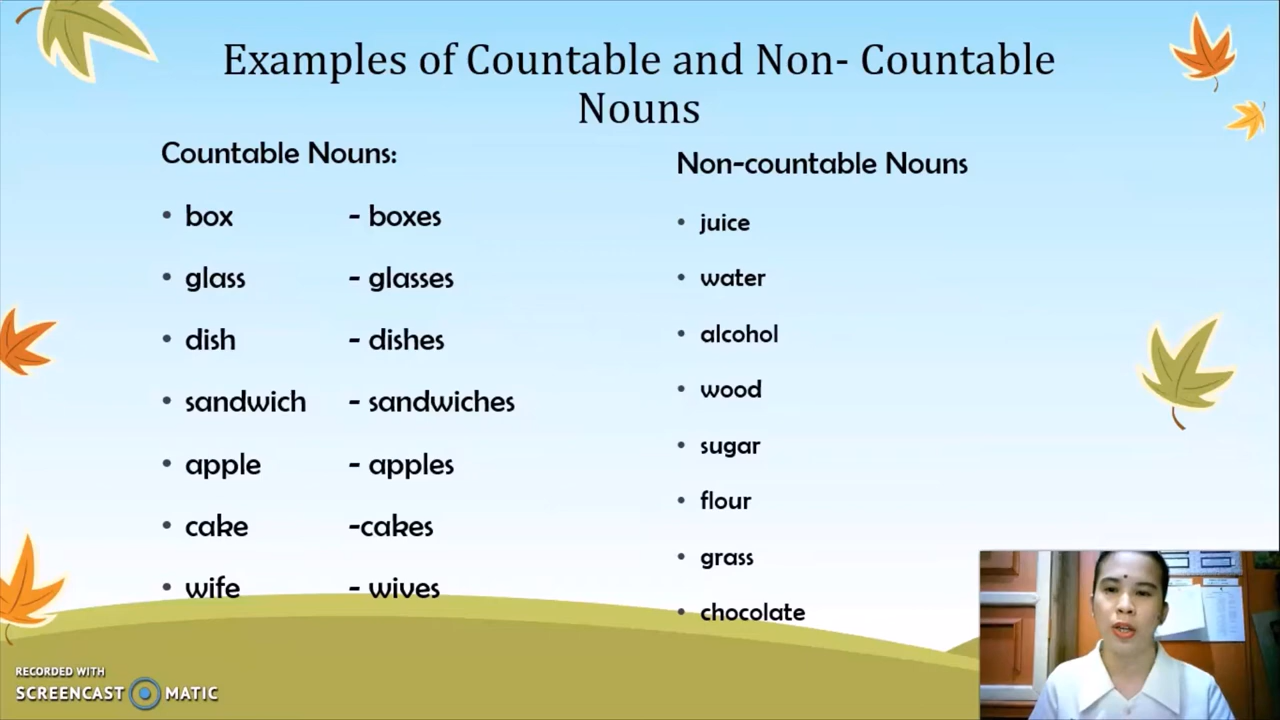 Examples of Countable and Non- Countable
Nouns
Countable Nouns:
• box - boxes
• glass - glasses
• dish - dishes
• sandwich - sandwiches
• apple - apples
• cake -cakes
• wife - wives
Non-countable Nouns
• juice
• water
• alcohol
• wood
• sugar
• flour
• grass
• chocolate
RECORDED WITH
SCREENCAST MATIC